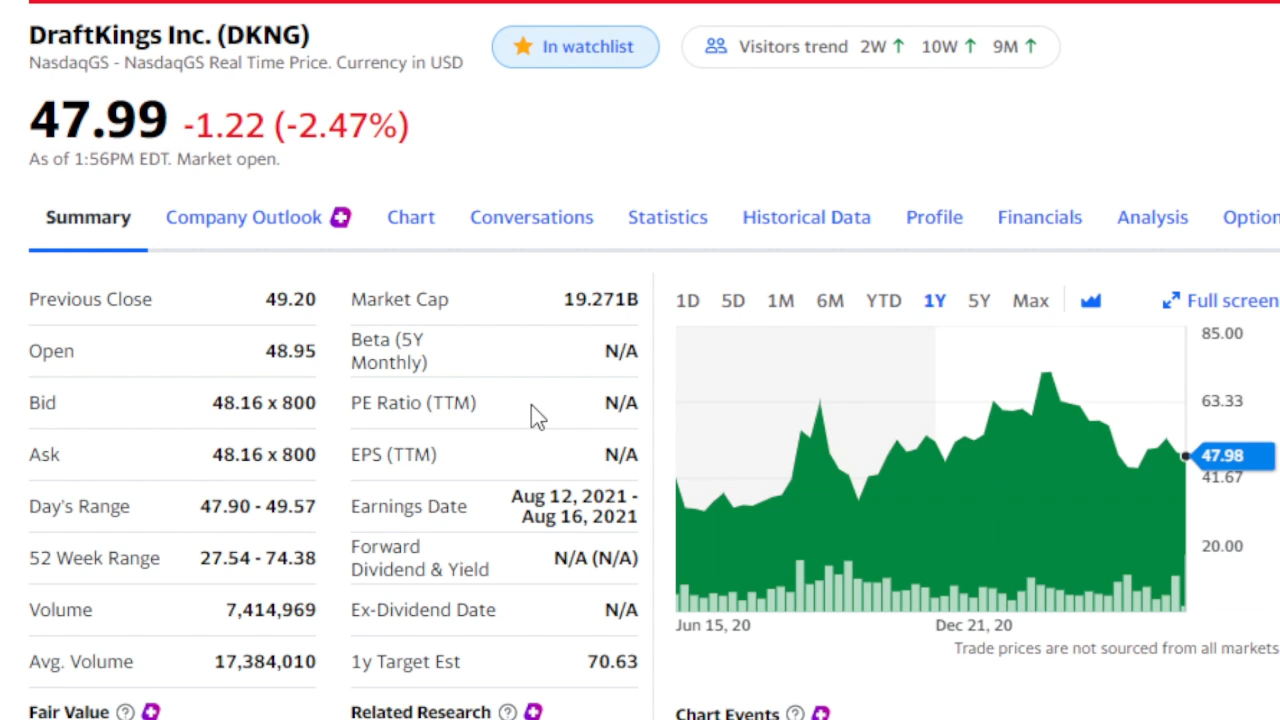 DraftKings Inc. (DKNG)
NasdaqGS - NasdaqGS Real Time Price. Currency in USD
In watchlist
Visitors trend 2W ↑ 10W ↑ 9M ↑
47.99 -1.22 (-2.47%)
As of 1:56PM EDT. Market open.
Summary Company Outlook Chart Conversations Statistics Historical Data Profile Financials Analysis Option
Previous Close 49.20
Open 48.95
Bid 48.16 x 800
Ask 48.16 x 800
Day's Range 47.90 - 49.57
52 Week Range 27.54 - 74.38
Volume 7,414,969
Avg. Volume 17,384,010
Fair Value
Market Cap 19.271B
Beta (5Y
Monthly) N/A
PE Ratio (TTM) N/A
EPS (TTM) N/A
Earnings Date Aug 12, 2021 -
Aug 16, 2021
Forward
Dividend & Yield N/A (N/A)
Ex-Dividend Date N/A
1y Target Est 70.63
Related Research
1D 5D 1M 6M YTD 1Y 5Y Max Full screen
85.00
63.33
47.98
41.67
20.00
Jun 15, 20 Dec 21, 20
Trade prices are not sourced from all markets
Chart Events